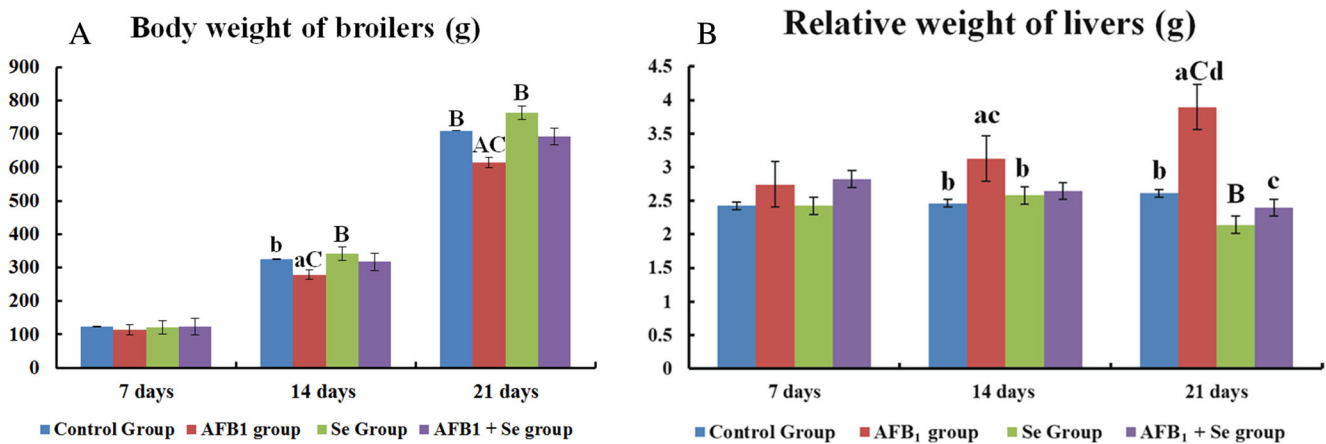 A
Body weight of broilers (g)
900
800
700
600
500
400
300
200
100
0
b
aC
B
B
AC
B
7 days
14 days
21 days
Control Group
AFB1 group
Se Group
AFB1 + Se group
B
Relative weight of livers (g)
4.5
4
3.5
3
2.5
2
1.5
1
0.5
0
b
ac
b
b
aCd
B
c
7 days
14 days
21 days
Control Group
AFB₁ group
Se Group
AFB₁ + Se group